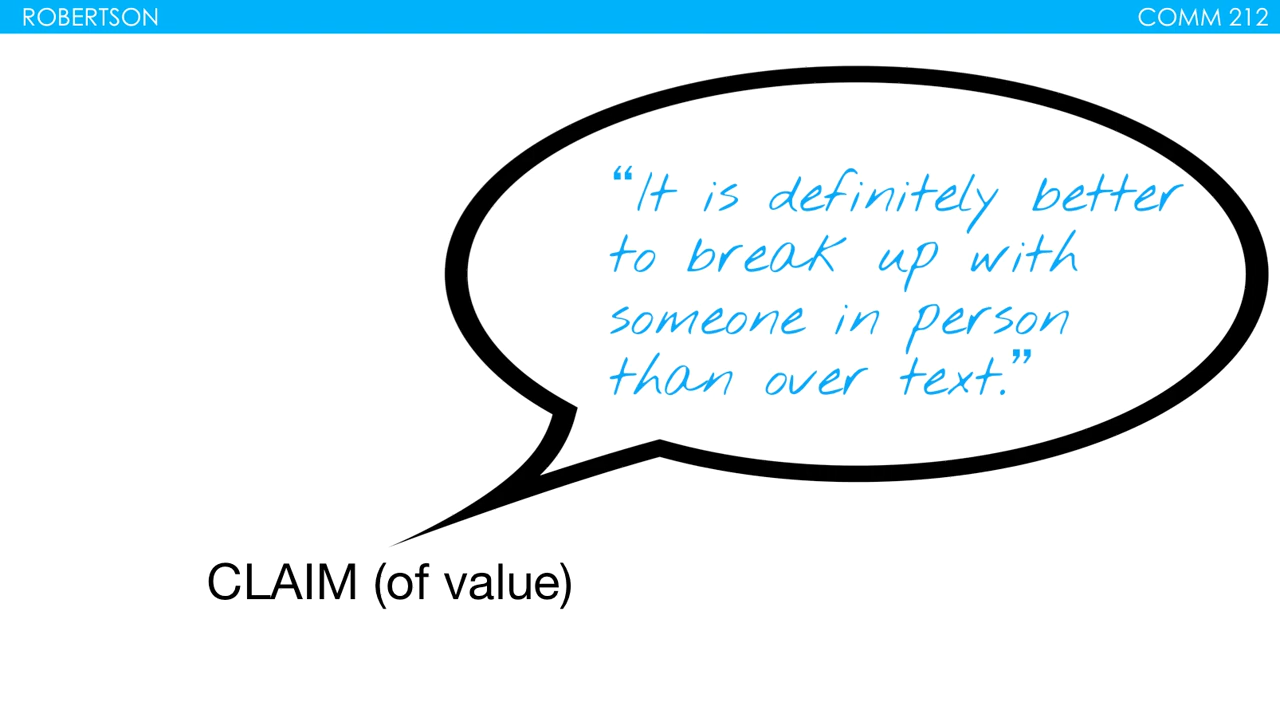 ROBERTSON
COMM 212
“It is definitely better
to break up with
someone in person
than over text.”
CLAIM (of value)